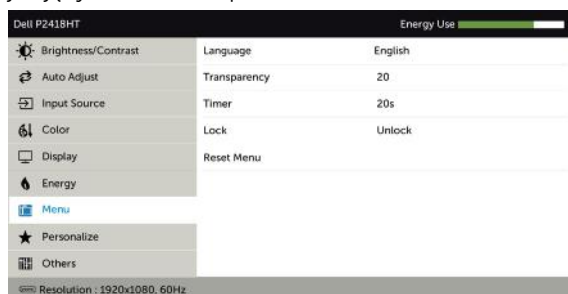 Dell P2418HT Energy Use
Brightness/Contrast Language English
Auto Adjust Transparency 20
Input Source Timer 20s
Color Lock Unlock
Display Reset Menu
Energy
Menu
Personalize
Others
Resolution : 1920x1080, 60Hz